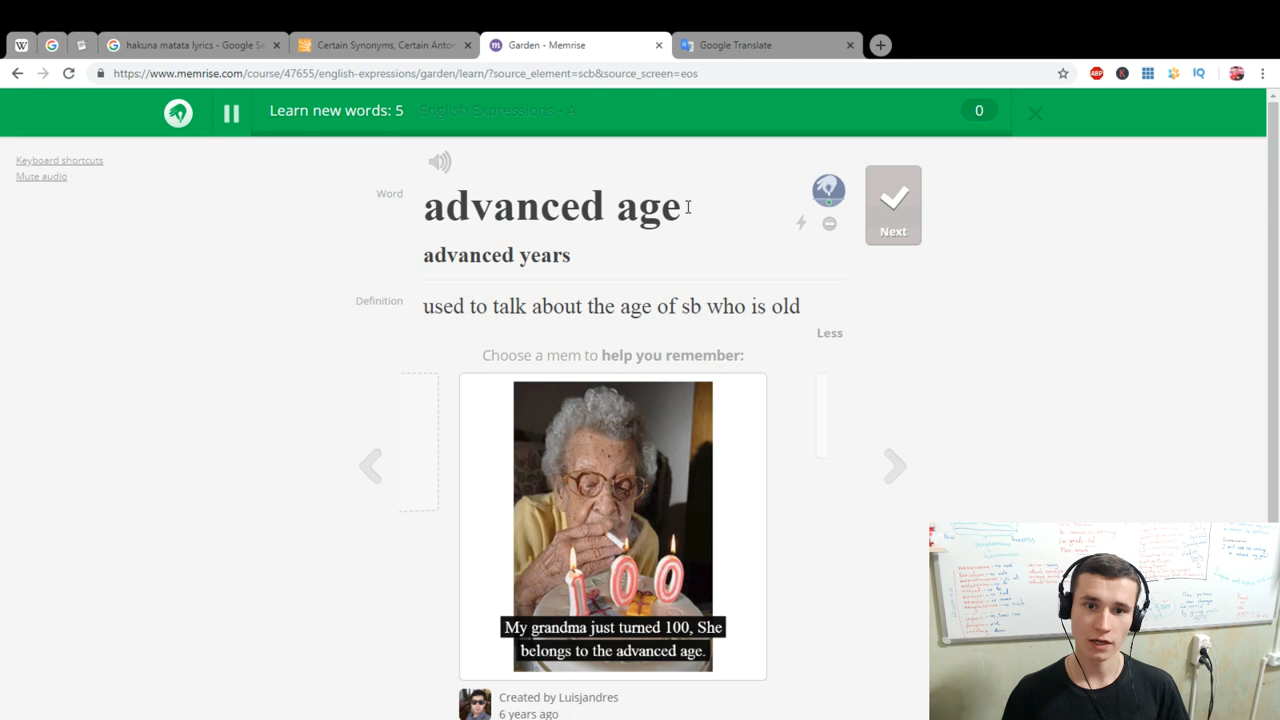 W
hakuna matata lyrics - Google Se
Certain Synonyms, Certain Anton
Garden - Memrise
Google Translate
https://www.memrise.com/course/47655/english-expressions/garden/learn/?source_element=scb&source_screen=eos
ABP
K
IQ
Learn new words: 5
English Expressions - A
0
Keyboard shortcuts
Mute audio
Word
advanced age
Next
advanced years
Definition
used to talk about the age of sb who is old
Less
Choose a mem to help you remember:
100
My grandma just turned 100, She
belongs to the advanced age.
Created by Luisjandres
6 years ago